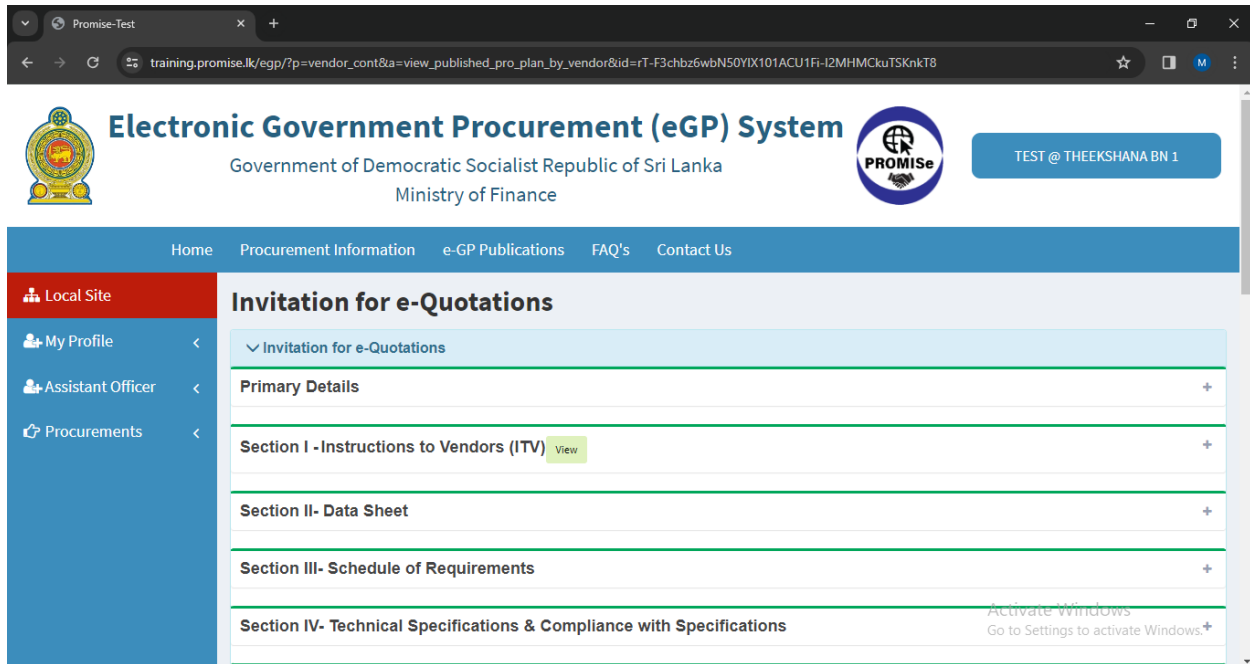 Promise-Test
training.promise.lk/egp/?p=vendor_cont&a=view_published_pro_plan_by_vendor&id=rT-F3chbz6wbN50YIX101ACU1Fi-I2MHMCkuTSKnkT8
M
Electronic Government Procurement (eGP) System
Government of Democratic Socialist Republic of Sri Lanka
Ministry of Finance
PROMISe
TEST @ THEEKSHANA BN 1
Home Procurement Information e-GP Publications FAQ's Contact Us
Local Site
My Profile
Assistant Officer
Procurements
Invitation for e-Quotations
Invitation for e-Quotations
Primary Details
Section I -Instructions to Vendors (ITV) View
Section II- Data Sheet
Section III- Schedule of Requirements
Section IV- Technical Specifications & Compliance with Specifications
Activate Windows
Go to Settings to activate Windows.